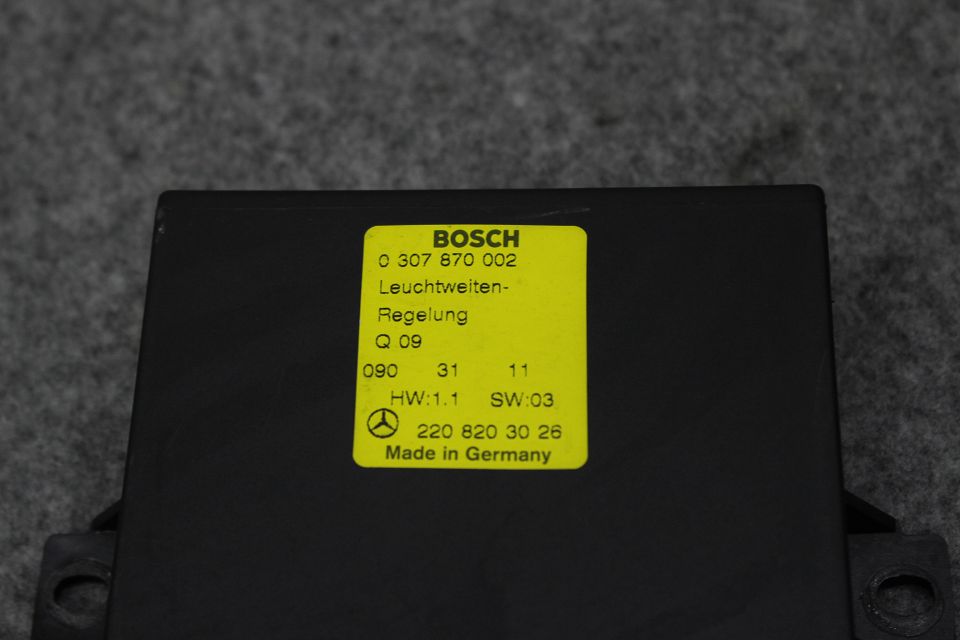 BOSCH
0 307 870 002
Leuchtweiten-
Regelung
Q 09
090 31 11
HW:1.1 SW:03
220 820 30 26
Made in Germany